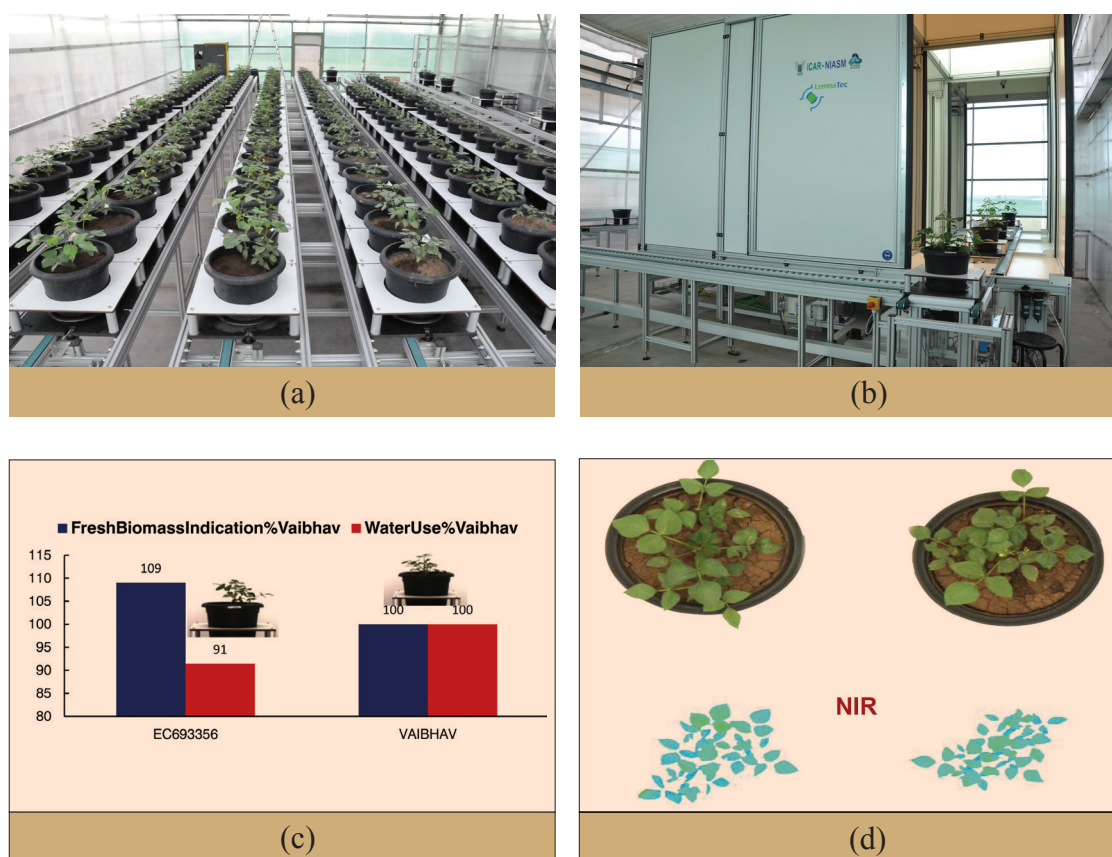 (a)
ICAR-NIASM
LemnaTec
(b)
FreshBiomassIndication%Vaibhav WaterUse%Vaibhav
115
110
105
100
95
90
85
80
109
91
100 100
EC693356 VAIBHAV
(c)
NIR
(d)